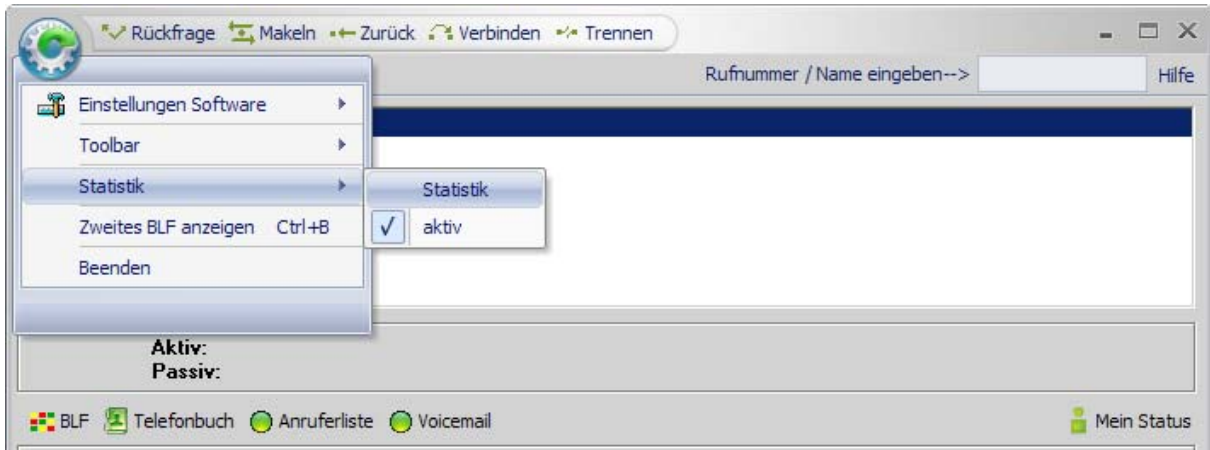 Rückfrage Makeln Zurück Verbinden Trennen
Rufnummer / Name eingeben--> Hilfe
Einstellungen Software
Toolbar
Statistik
Zweites BLF anzeigen Ctrl+B
Beenden
Statistik
aktiv
Aktiv:
Passiv:
BLF Telefonbuch Anruferliste Voicemail Mein Status